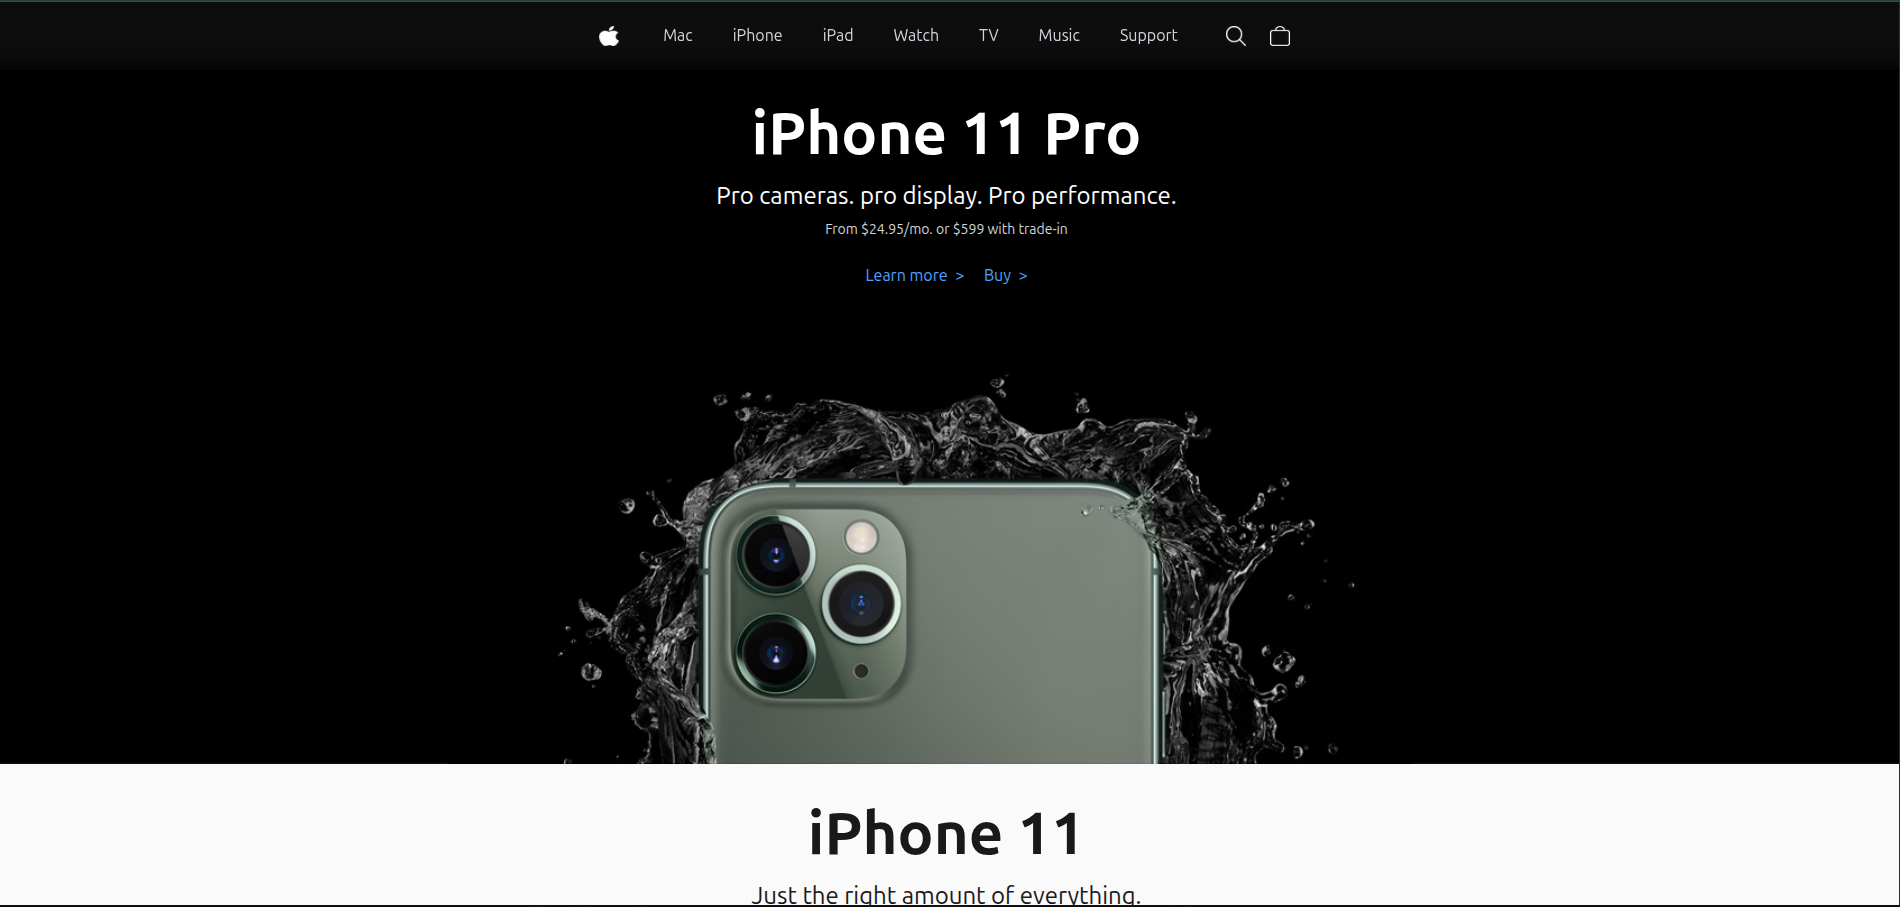 Mac iPhone iPad Watch TV Music Support
iPhone 11 Pro
Pro cameras. pro display. Pro performance.
From $24.95/mo. or $599 with trade-in
Learn more > Buy >
iPhone 11
Just the right amount of everything.